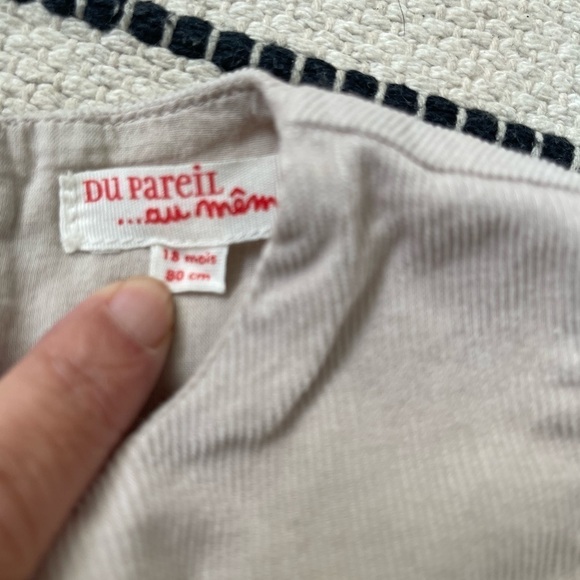 DU PAREIL
...au mêm
18 mois
80 cm